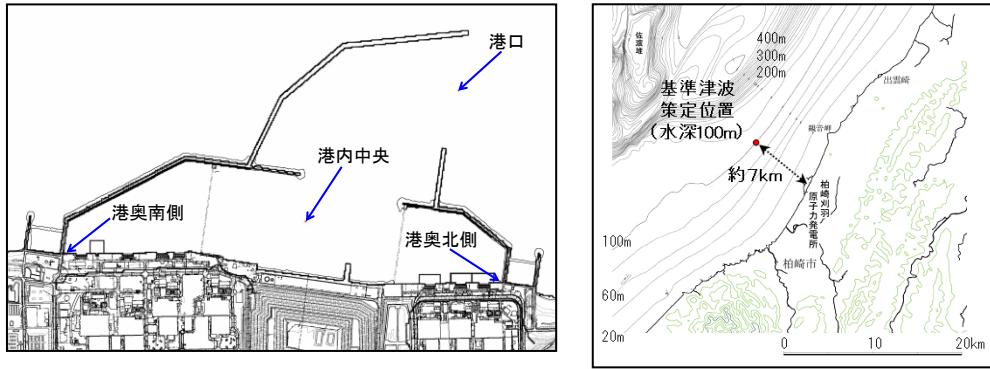 港口
港内中央
港奥南側
港奥北側
佐渡堆
400m
300m
200m
基準津波
策定位置
(水深100m)
出雲崎
観音岬
約7km
柏崎刈羽
原子力発電所
柏崎市
100m
60m
20m
0 10 20km